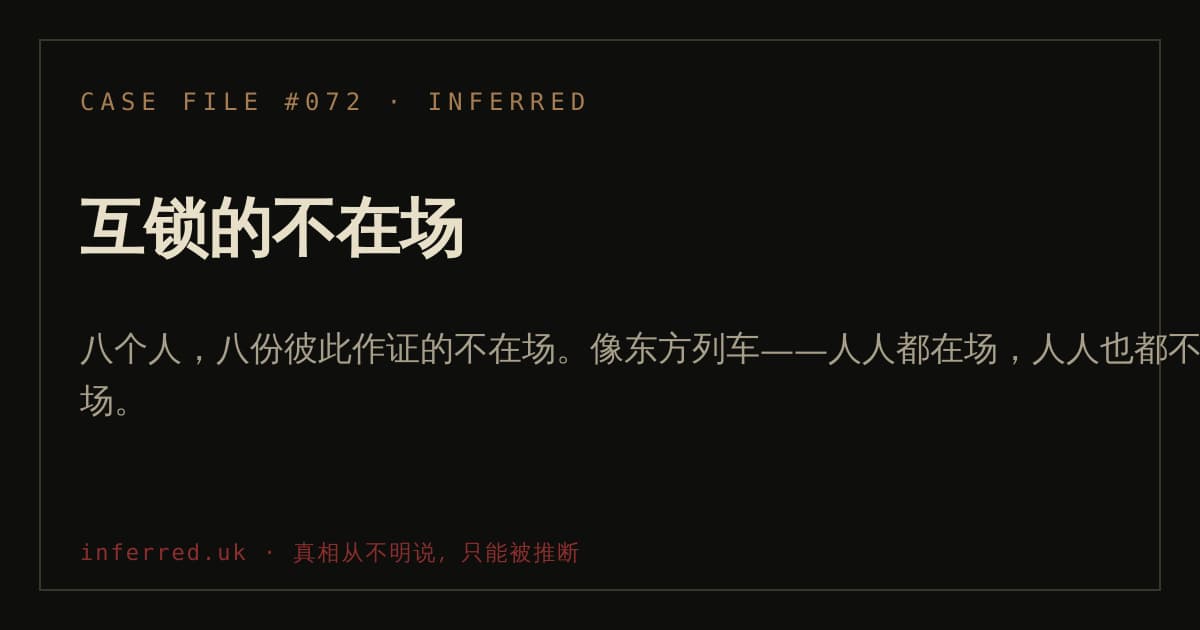 CASE FILE #072 · INFERRED
互锁的不在场
八个人，八份彼此作证的不在场。像东方列车——人人都在场，人人也都不
场。
inferred.uk · 真相从不明说，只能被推断